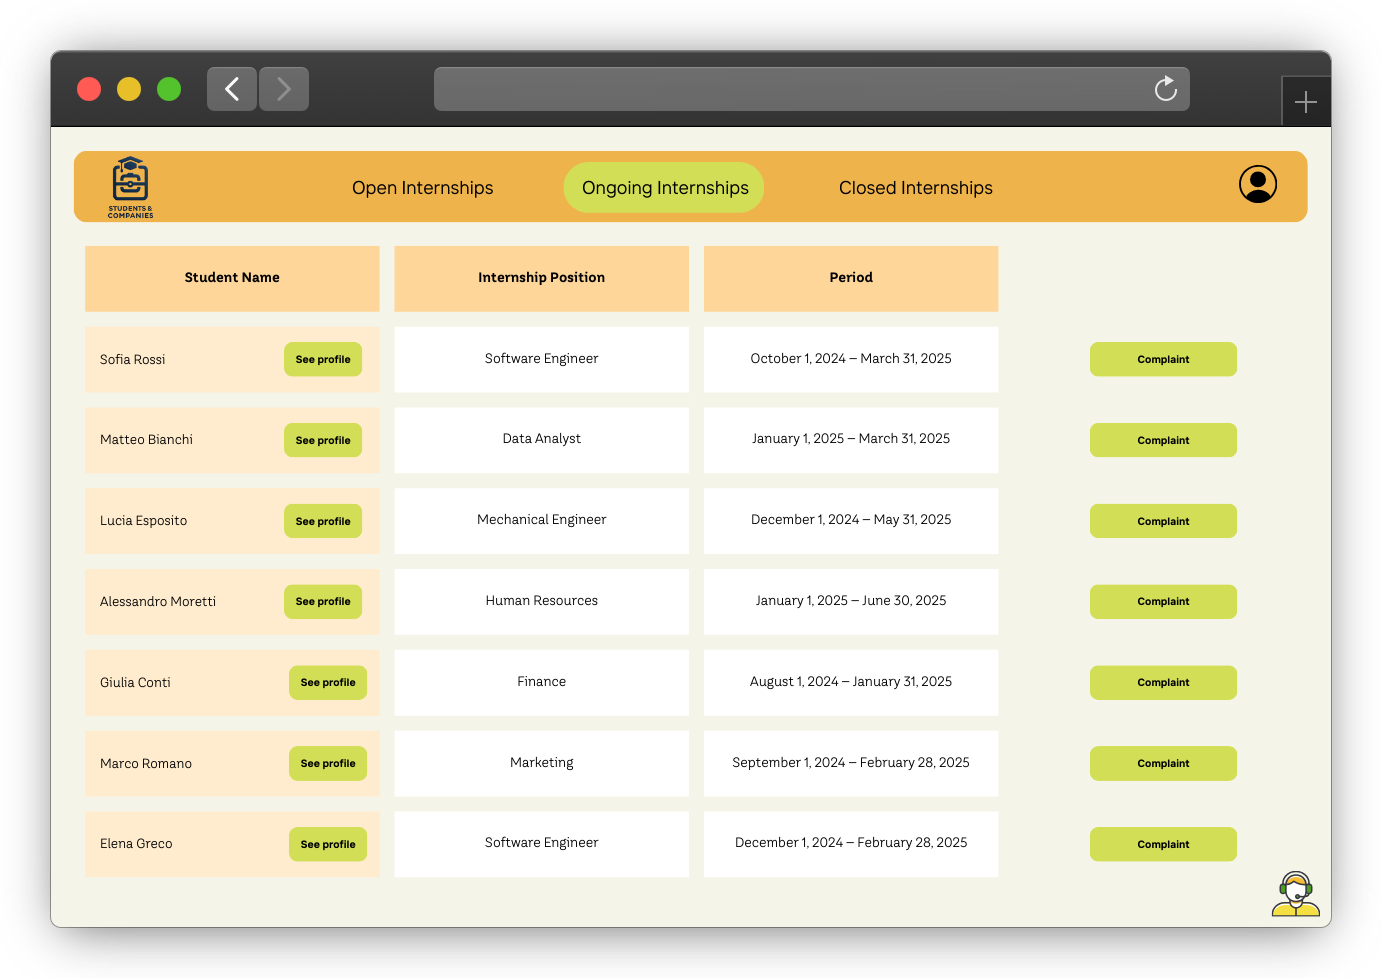 STUDENTS &
COMPANIES
Open Internships
Ongoing Internships
Closed Internships
Student Name
Internship Position
Period
Sofia Rossi
See profile
Software Engineer
October 1, 2024 – March 31, 2025
Complaint
Matteo Bianchi
See profile
Data Analyst
January 1, 2025 – March 31, 2025
Complaint
Lucia Esposito
See profile
Mechanical Engineer
December 1, 2024 – May 31, 2025
Complaint
Alessandro Moretti
See profile
Human Resources
January 1, 2025 – June 30, 2025
Complaint
Giulia Conti
See profile
Finance
August 1, 2024 – January 31, 2025
Complaint
Marco Romano
See profile
Marketing
September 1, 2024 – February 28, 2025
Complaint
Elena Greco
See profile
Software Engineer
December 1, 2024 – February 28, 2025
Complaint